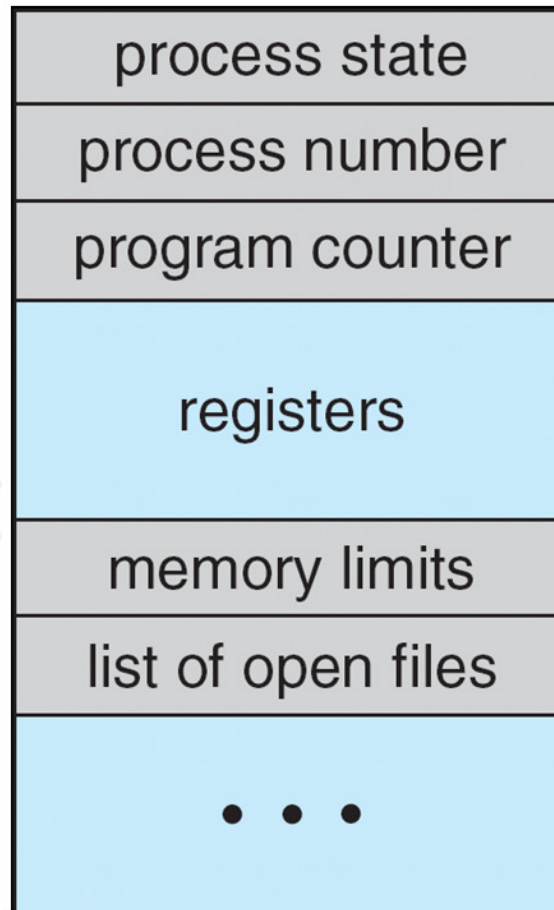 process state
process number
program counter
registers
memory limits
list of open files
• • •